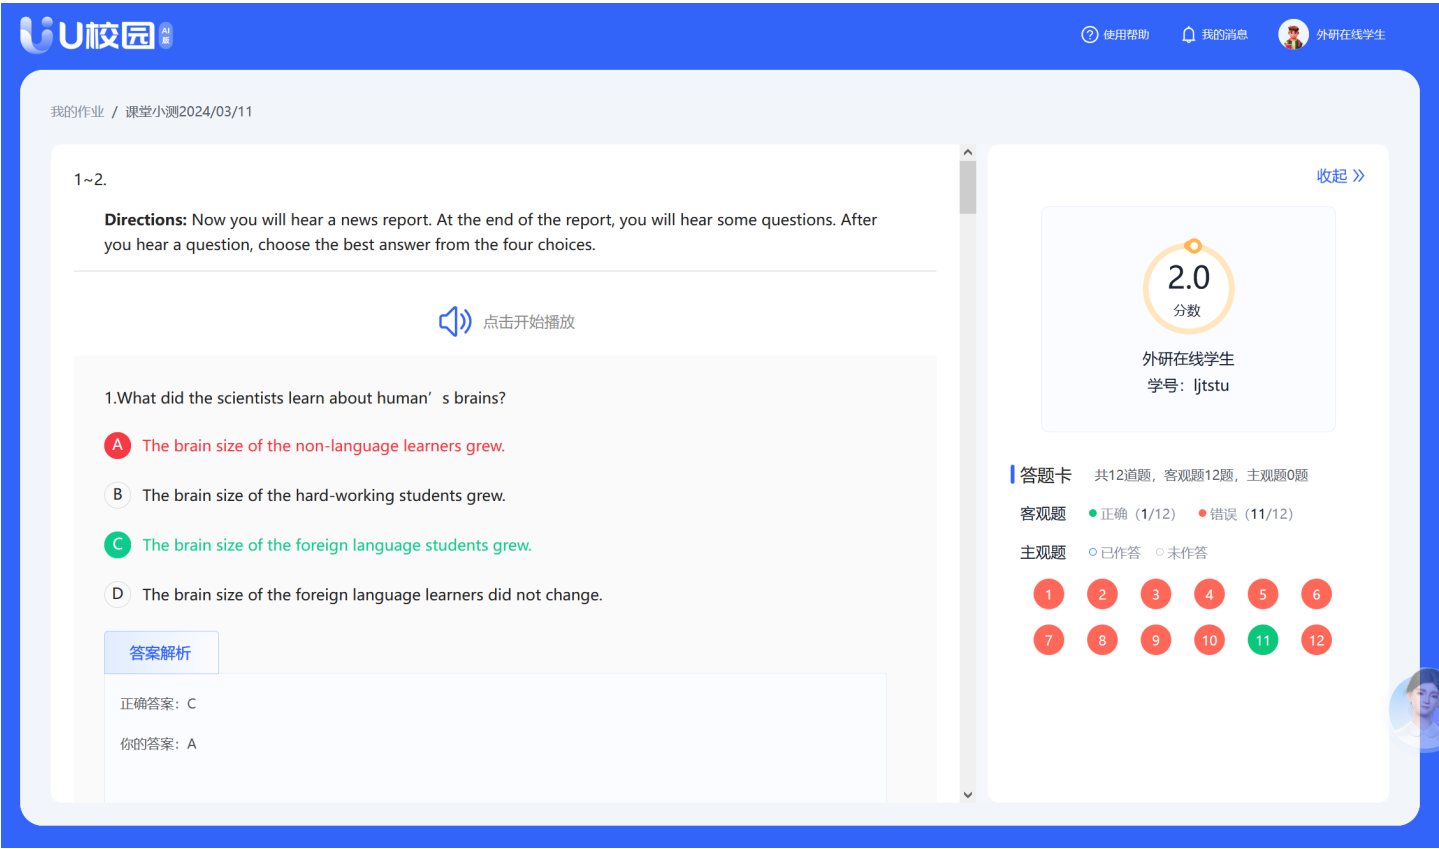 U校园 AI版
使用帮助
我的消息
外研在线学生
我的作业 / 课堂小测2024/03/11
1~2.
Directions: Now you will hear a news report. At the end of the report, you will hear some questions. After
you hear a question, choose the best answer from the four choices.
点击开始播放
1.What did the scientists learn about human′ s brains?
A The brain size of the non-language learners grew.
B The brain size of the hard-working students grew.
C The brain size of the foreign language students grew.
D The brain size of the foreign language learners did not change.
答案解析
正确答案：C
你的答案：A
收起
2.0
分数
外研在线学生
学号：ljtstu
答题卡 共12道题，客观题12题，主观题0题
客观题 正确（1/12） 错误（11/12）
主观题 已作答 未作答
1 2 3 4 5 6
7 8 9 10 11 12